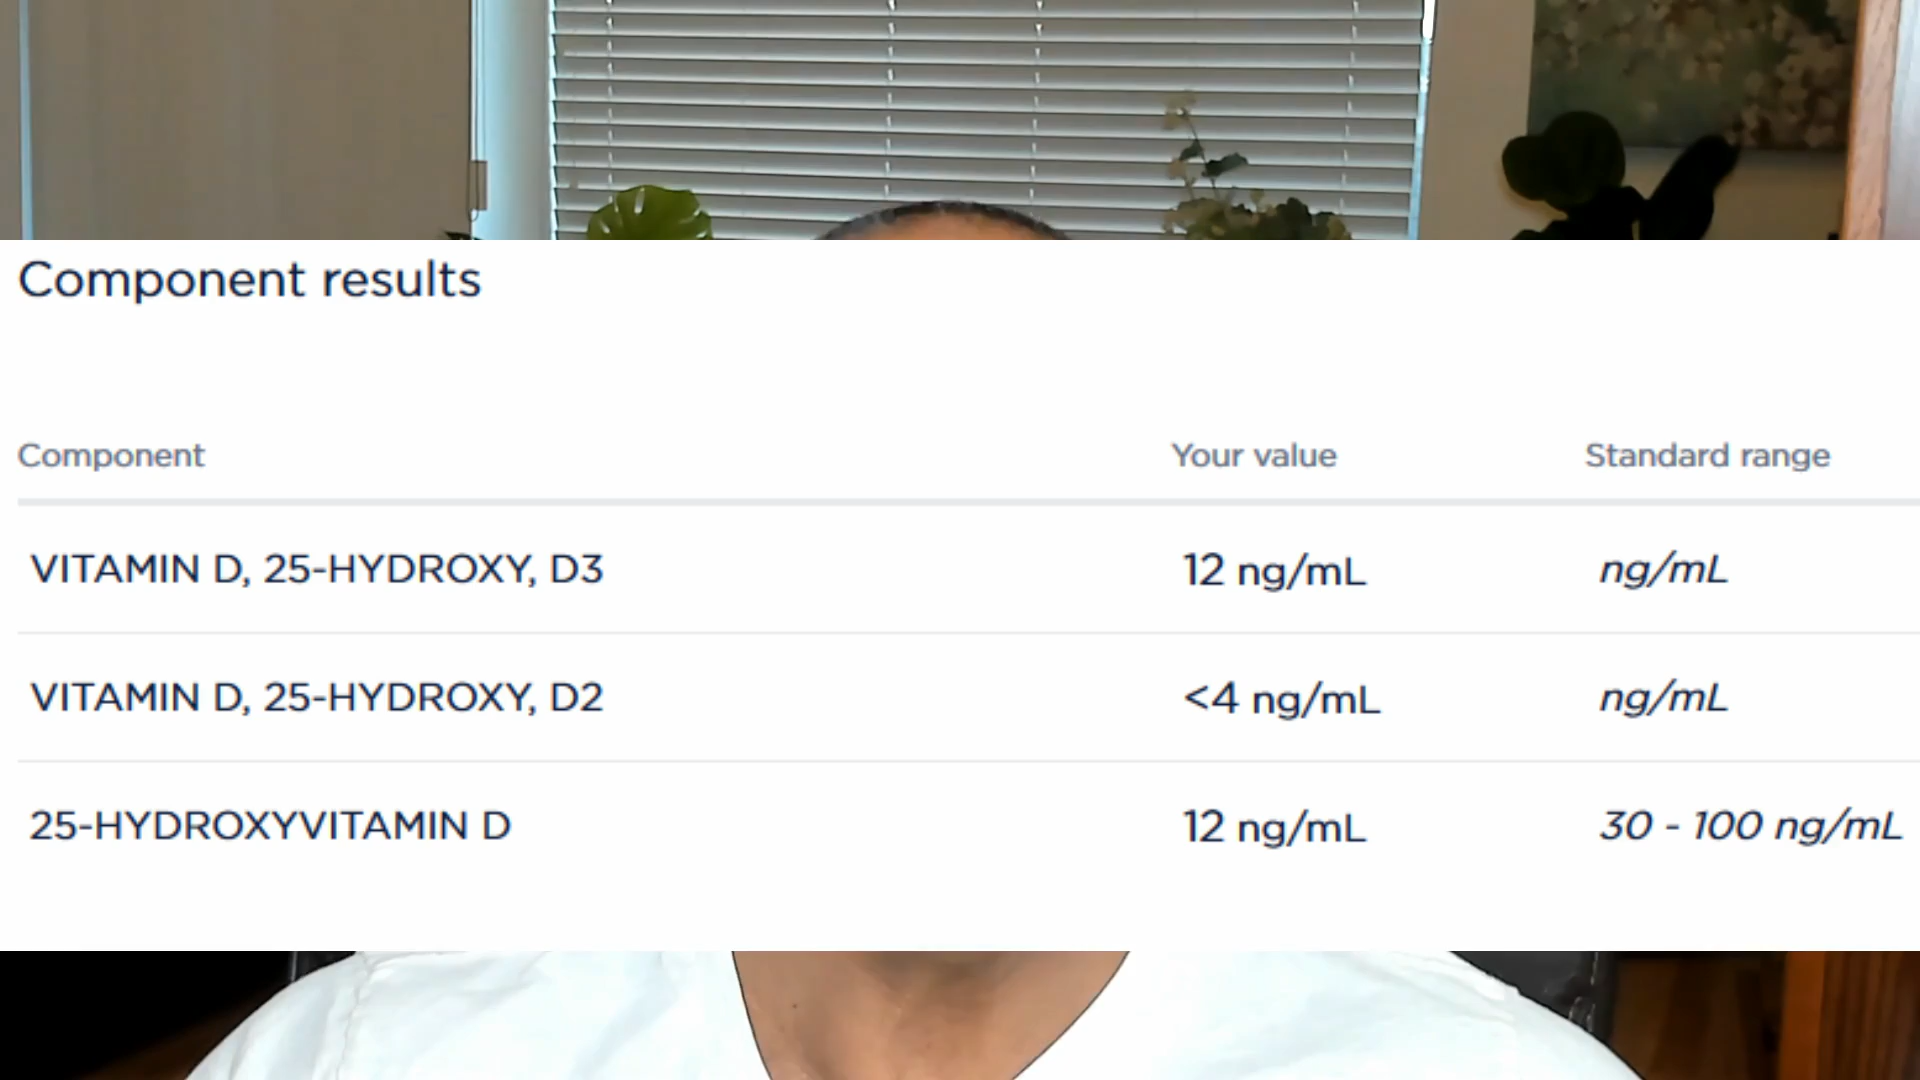 Component results
Component Your value Standard range
VITAMIN D, 25-HYDROXY, D3 12 ng/mL ng/mL
VITAMIN D, 25-HYDROXY, D2 <4 ng/mL ng/mL
25-HYDROXYVITAMIN D 12 ng/mL 30 - 100 ng/mL